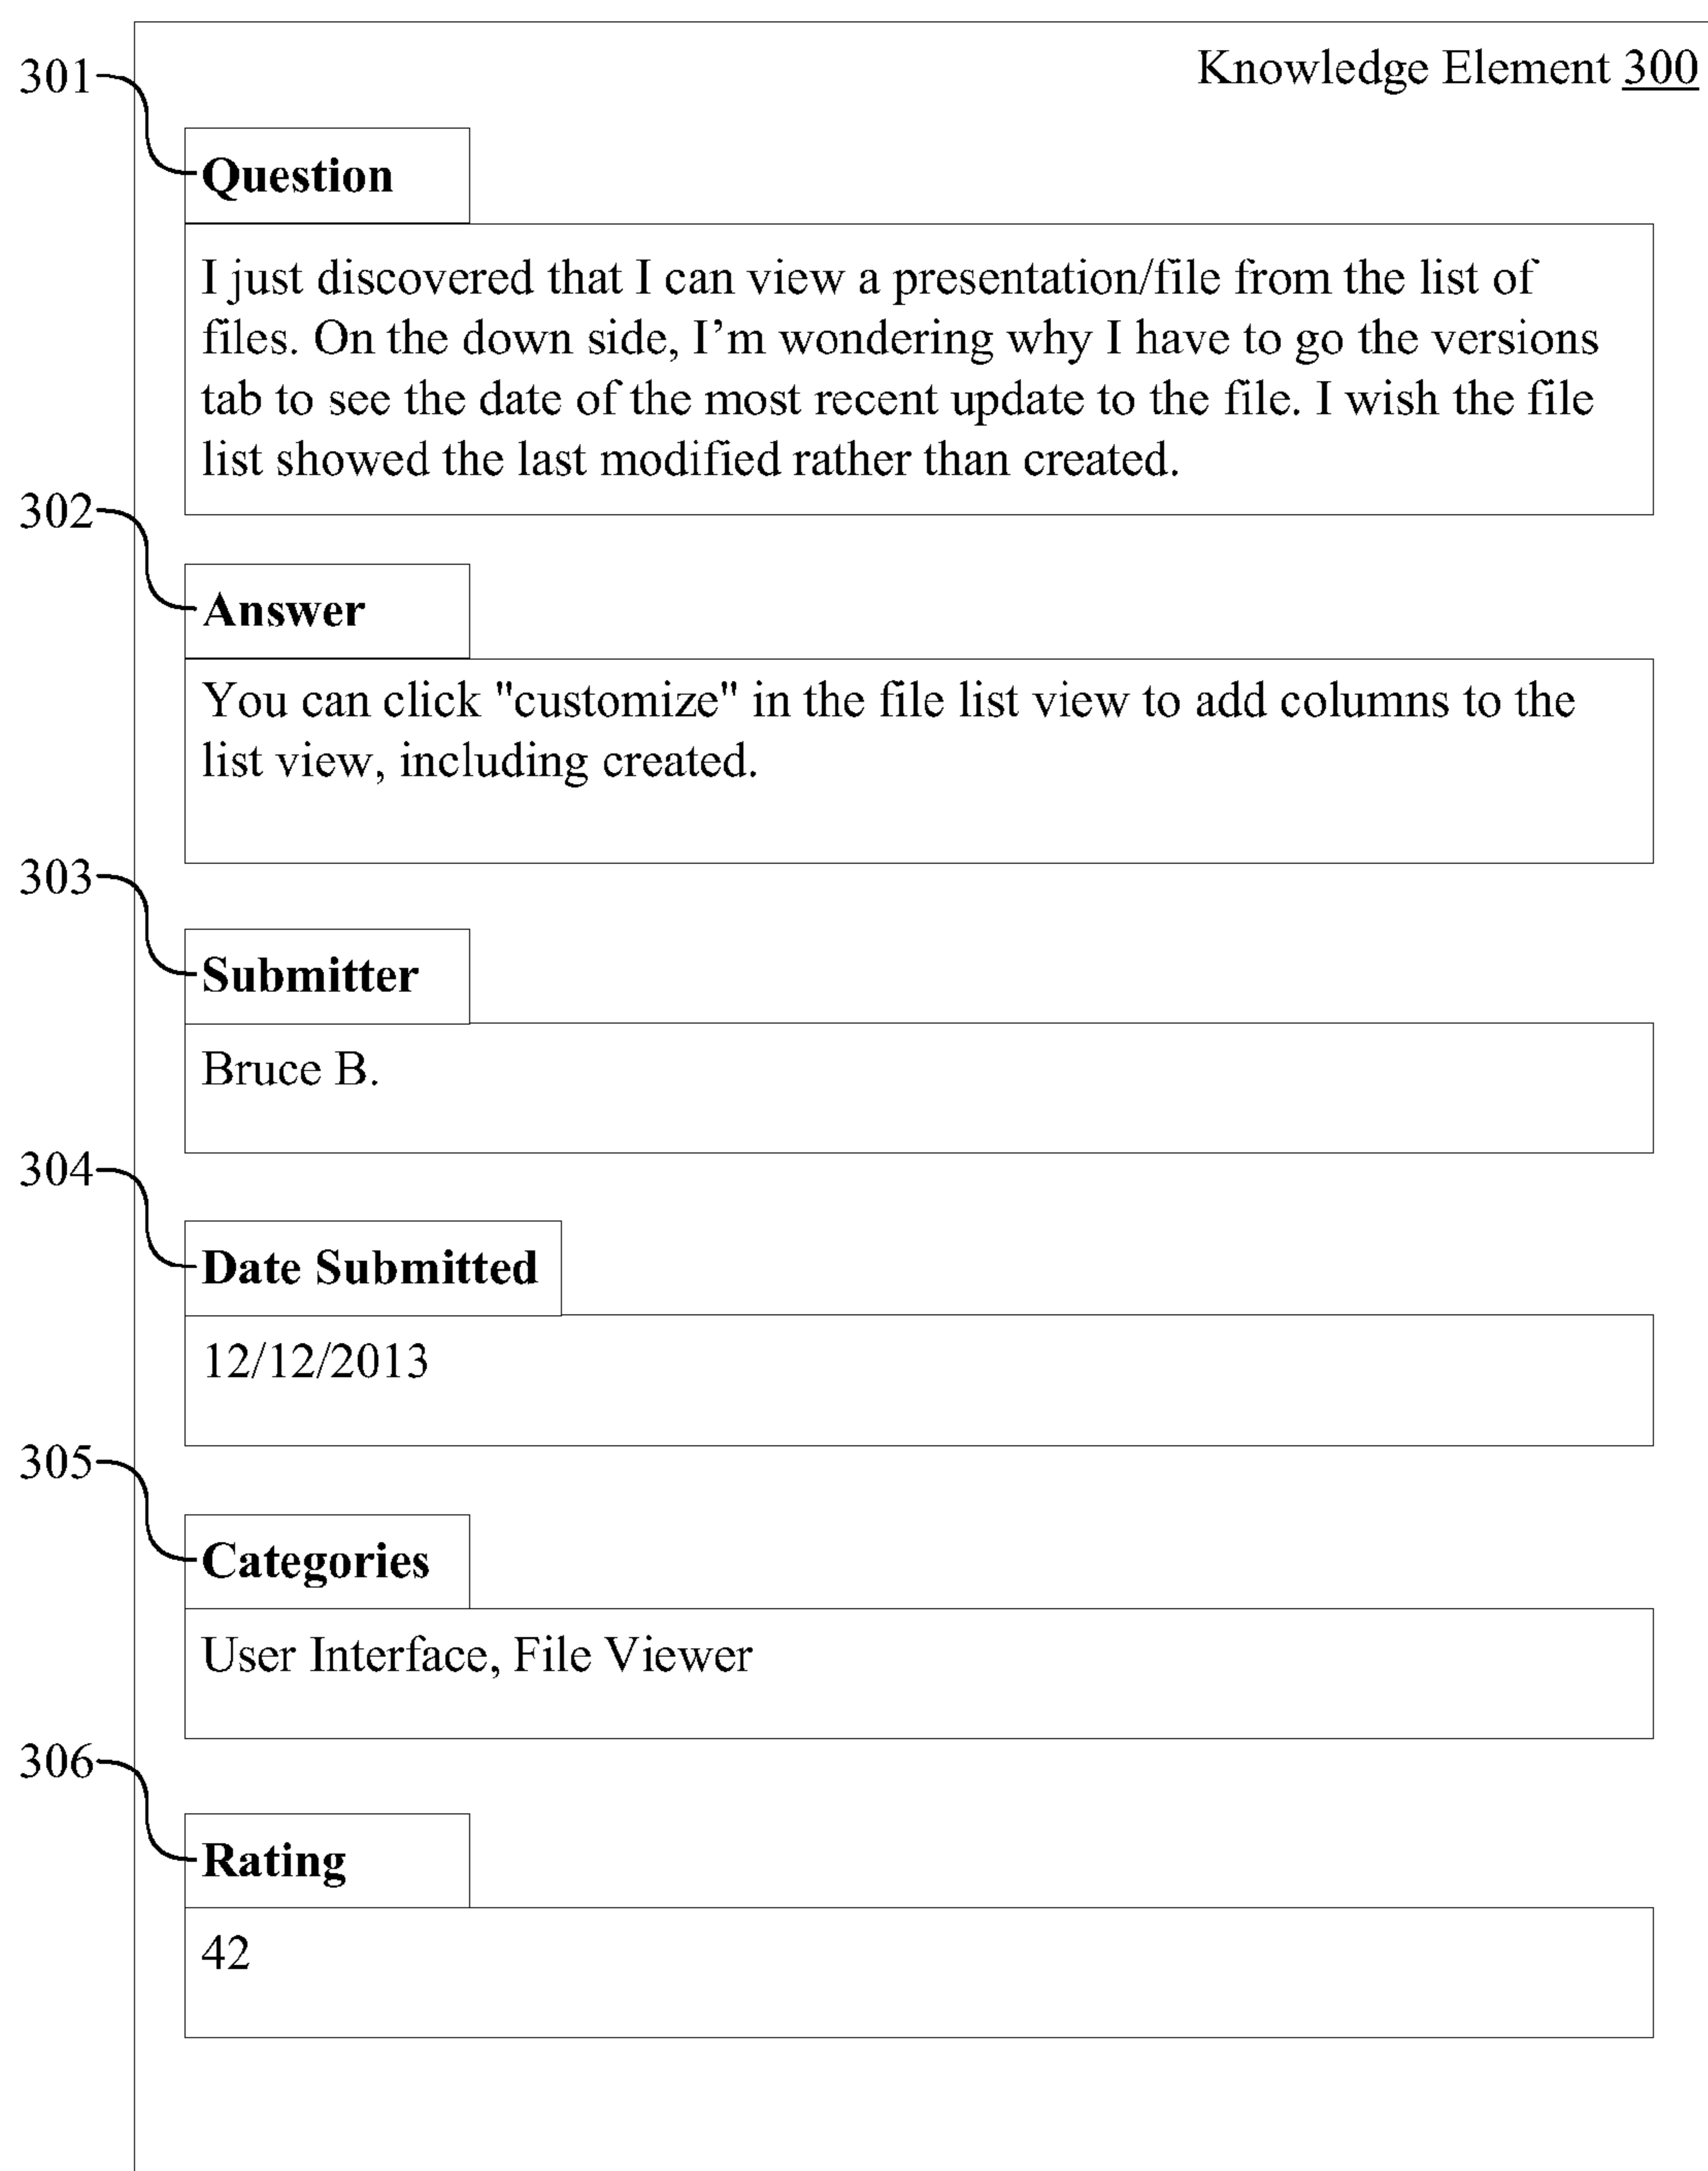 Knowledge Element 300
301
Question
I just discovered that I can view a presentation/file from the list of
files. On the down side, I’m wondering why I have to go the versions
tab to see the date of the most recent update to the file. I wish the file
list showed the last modified rather than created.
302
Answer
You can click "customize" in the file list view to add columns to the
list view, including created.
303
Submitter
Bruce B.
304
Date Submitted
12/12/2013
305
Categories
User Interface, File Viewer
306
Rating
42